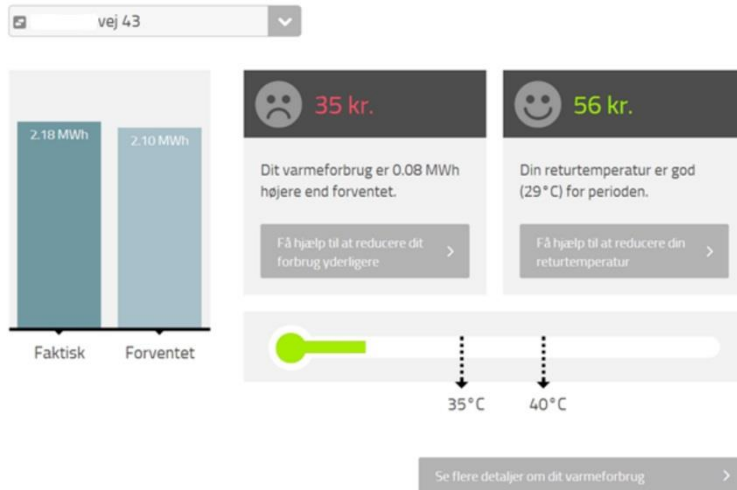 vej 43
2.18 MWh
2.10 MWh
Faktisk
Forventet
35 kr.
Dit varmeforbrug er 0.08 MWh
højere end forventet.
Få hjælp til at reducere dit
forbrug yderligere
56 kr.
Din returtemperatur er god
(29°C) for perioden.
Få hjælp til at reducere din
returtemperatur
35°C
40°C
Se flere detaljer om dit varmeforbrug